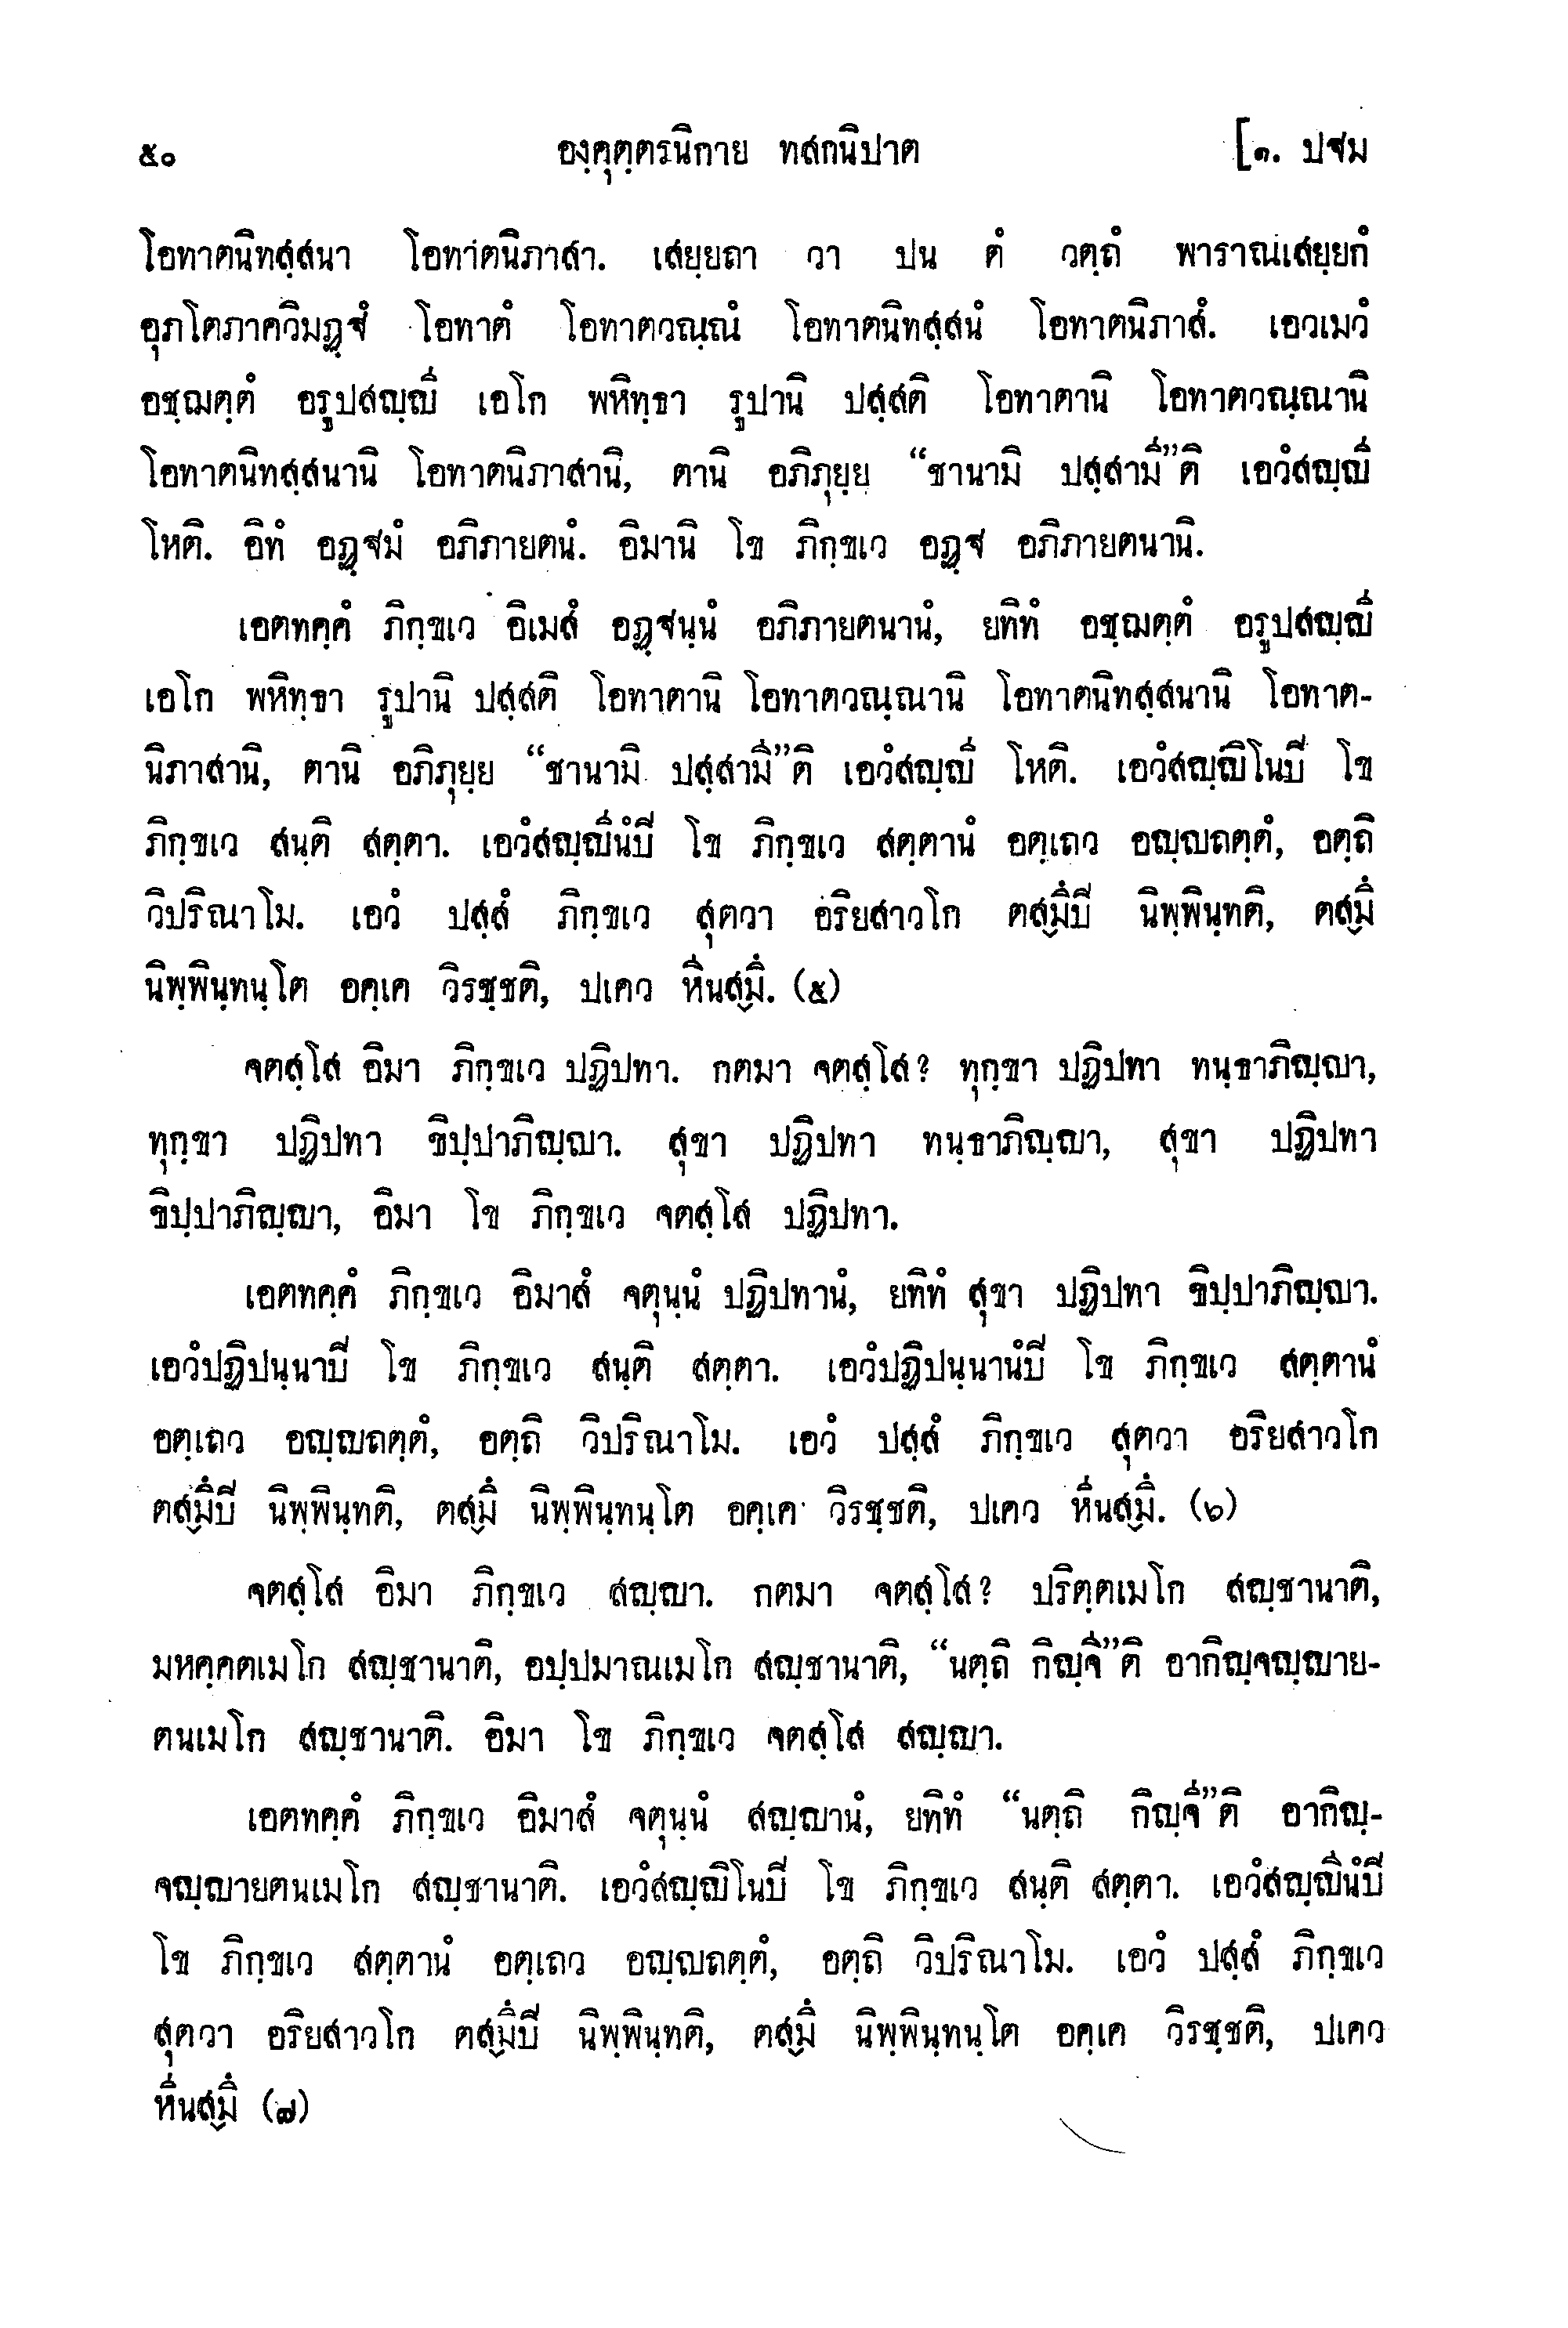 ๕๐ องฺคุตฺตรนิกาย ทสกนิปาต [๑. ปฐม
โอทาตนิทสฺสนา โอทาตนิภาสา. เสยฺยถา วา ปน ตํ วตฺถํ พาราณเสยฺยกํ
อุภโตภาควิมฏฺฐํ โอทาตํ โอทาตวณฺณํ โอทาตนิทสฺสนํ โอทาตนิภาสํ. เอวเมวํ
อชฺฌตฺตํ อรูปสญฺญึ เอโก พหิทฺธา รูปานิ ปสฺสติ โอทาตานิ โอทาตวณฺณานิ
โอทาตนิทสฺสนานิ โอทาตนิภาสานิ, ตานิ อภิภุยฺย “ชานามิ ปสฺสามี”ติ เอวํสญฺญึ
โหติ. อิทํ อฏฺฐมํ อภิภายตนํ. อิมานิ โข ภิกฺขเว อฏฺฐ อภิภายตนานิ.
เอตทคฺคํ ภิกฺขเว อิเมสํ อฏฺฐนฺนํ อภิภายตนานํ, ยทิทํ อชฺฌตฺตํ อรูปสญฺญี
เอโก พหิทฺธา รูปานิ ปสฺสติ โอทาตานิ โอทาตวณฺณานิ โอทาตนิทสฺสนานิ โอทาต-
นิภาสานิ, ตานิ อภิภุยฺย “ชานามิ ปสฺสามี”ติ เอวํสญฺญี โหติ. เอวํสญฺญิโนปี โข
ภิกฺขเว สนฺติ สตฺตา. เอวํสญฺญีนํปี โข ภิกฺขเว สตฺตานํ อตฺเถว อญฺญถตฺตํ, อตฺถิ
วิปริณาโม. เอวํ ปสฺสํ ภิกฺขเว สุตวา อริยสาวโก ตสฺมึปี นิพฺพินฺทติ, ตสฺมึ
นิพฺพินฺทนฺโต อคฺเค วิรชฺชติ, ปเคว หีนสฺมึ. (๕)
จตสฺโส อิมา ภิกฺขเว ปฏิปทา. กตมา จตสฺโส? ทุกฺขา ปฏิปทา ทนฺธาภิญฺญา,
ทุกฺขา ปฏิปทา ขิปฺปาภิญฺญา. สุขา ปฏิปทา ทนฺธาภิญฺญา, สุขา ปฏิปทา
ขิปฺปาภิญฺญา, อิมา โข ภิกฺขเว จตสฺโส ปฏิปทา.
เอตทคฺคํ ภิกฺขเว อิมาสํ จตุนฺนํ ปฏิปทานํ, ยทิทํ สุขา ปฏิปทา ขิปฺปาภิญฺญา.
เอวํปฏิปนฺนาปี โข ภิกฺขเว สนฺติ สตฺตา. เอวํปฏิปนฺนานํปี โข ภิกฺขเว สตฺตานํ
อตฺเถว อญฺญถตฺตํ, อตฺถิ วิปริณาโม. เอวํ ปสฺสํ ภิกฺขเว สุตวา อริยสาวโก
ตสฺมึปี นิพฺพินฺทติ, ตสฺมึ นิพฺพินฺทนฺโต อคฺเค วิรชฺชติ, ปเคว หีนสฺมึ. (๖)
จตสฺโส อิมา ภิกฺขเว สญฺญา. กตมา จตสฺโส? ปริตฺตเมโก สญฺชานาติ,
มหคฺคตเมโก สญฺชานาติ, อปฺปมาณเมโก สญฺชานาติ, “นตฺถิ กิญฺจี”ติ อากิญฺจญฺญาย-
ตนเมโก สญฺชานาติ. อิมา โข ภิกฺขเว จตสฺโส สญฺญา.
เอตทคฺคํ ภิกฺขเว อิมาสํ จตุนฺนํ สญฺญานํ, ยทิทํ “นตฺถิ กิญฺจี”ติ อากิญฺ-
จญฺญายตนเมโก สญฺชานาติ. เอวํสญฺญิโนปี โข ภิกฺขเว สนฺติ สตฺตา. เอวํสญฺญีนํปี
โข ภิกฺขเว สตฺตานํ อตฺเถว อญฺญถตฺตํ, อตฺถิ วิปริณาโม. เอวํ ปสฺสํ ภิกฺขเว
สุตวา อริยสาวโก ตสฺมึปี นิพฺพินฺทติ, ตสฺมึ นิพฺพินฺทนฺโต อคฺเค วิรชฺชติ, ปเคว
หีนสฺมึ (๗)